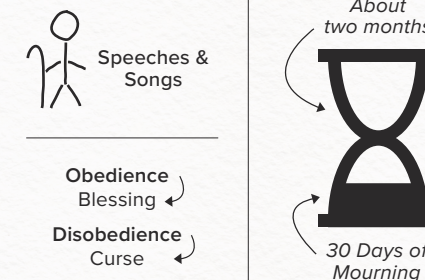 Speeches &
Songs
Obedience
Blessing
Disobedience
Curse
About
two months
30 Days of
Mourning